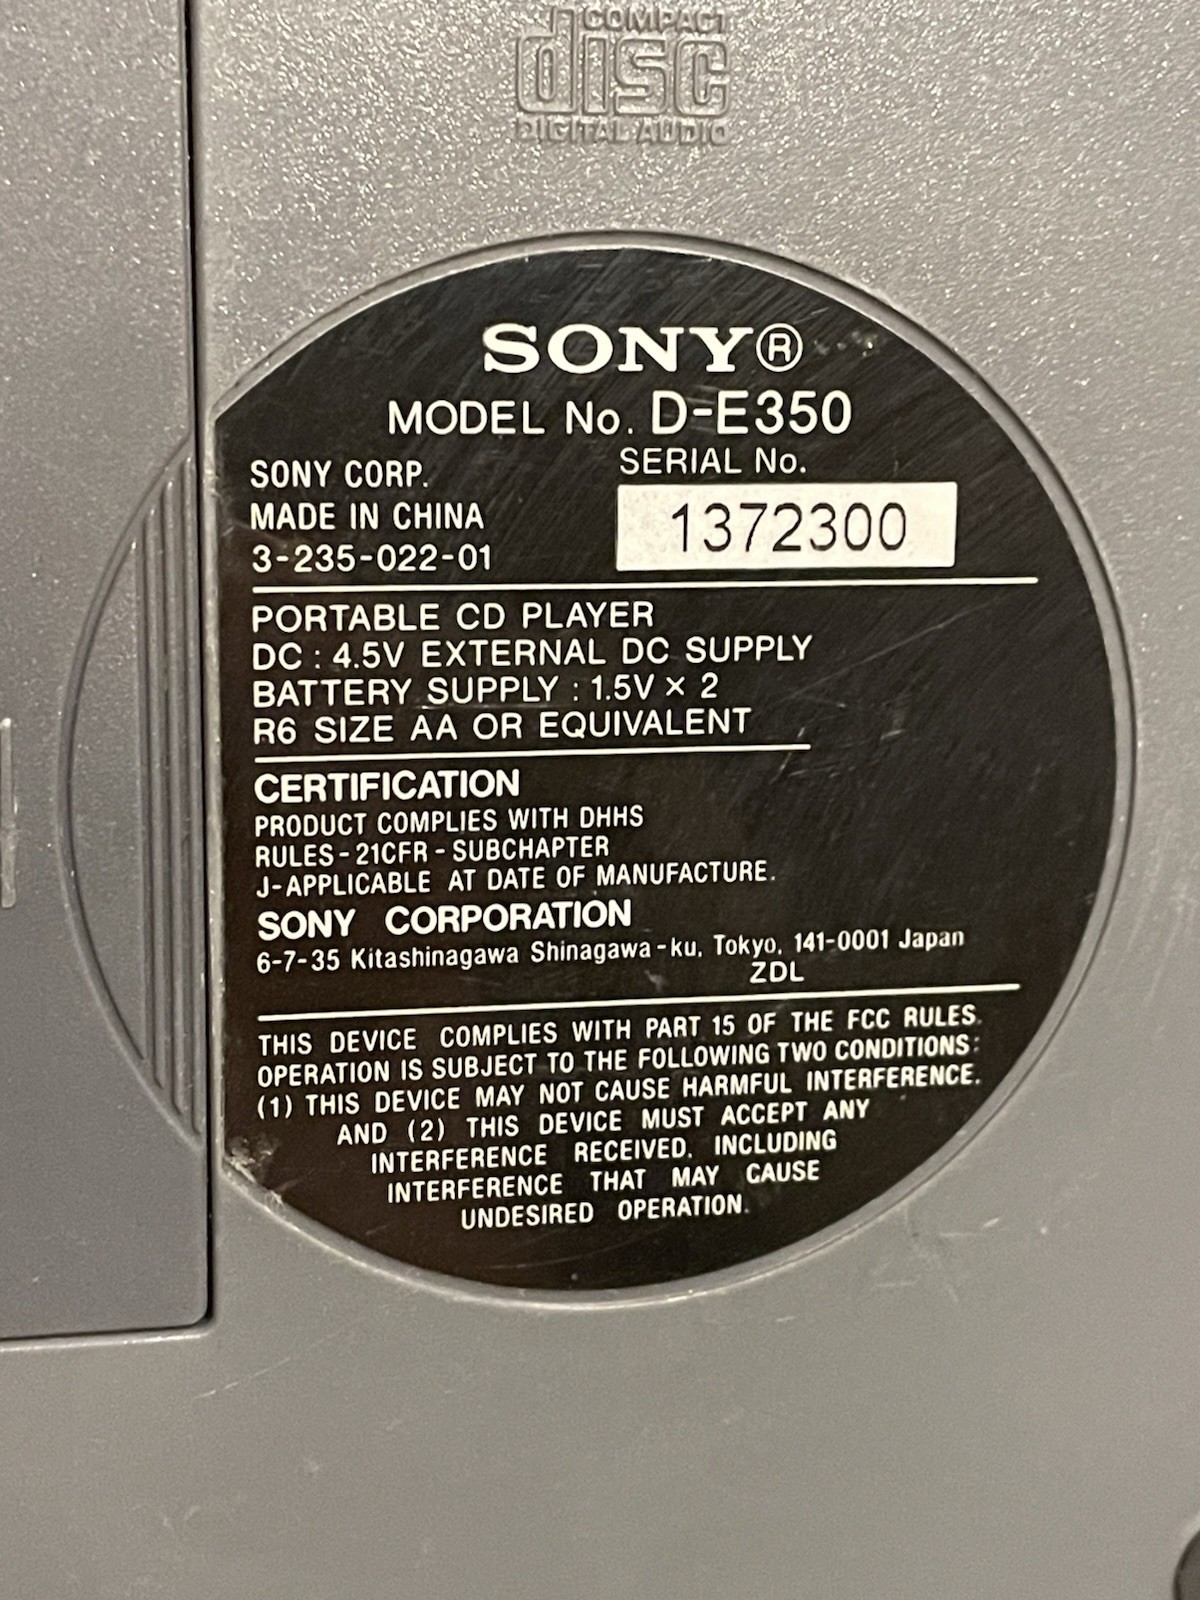 COMPACT
disc
DIGITAL AUDIO
SONY®
MODEL No. D-E350
SONY CORP.
MADE IN CHINA
3-235-022-01
SERIAL No.
1372300
PORTABLE CD PLAYER
DC : 4.5V EXTERNAL DC SUPPLY
BATTERY SUPPLY : 1.5V × 2
R6 SIZE AA OR EQUIVALENT
CERTIFICATION
PRODUCT COMPLIES WITH DHHS
RULES-21CFR-SUBCHAPTER
J-APPLICABLE AT DATE OF MANUFACTURE.
SONY CORPORATION
6-7-35 Kitashinagawa Shinagawa-ku, Tokyo, 141-0001 Japan
ZDL
THIS DEVICE COMPLIES WITH PART 15 OF THE FCC RULES.
OPERATION IS SUBJECT TO THE FOLLOWING TWO CONDITIONS:
(1) THIS DEVICE MAY NOT CAUSE HARMFUL INTERFERENCE.
AND (2) THIS DEVICE MUST ACCEPT ANY
INTERFERENCE RECEIVED, INCLUDING
INTERFERENCE THAT MAY CAUSE
UNDESIRED OPERATION.